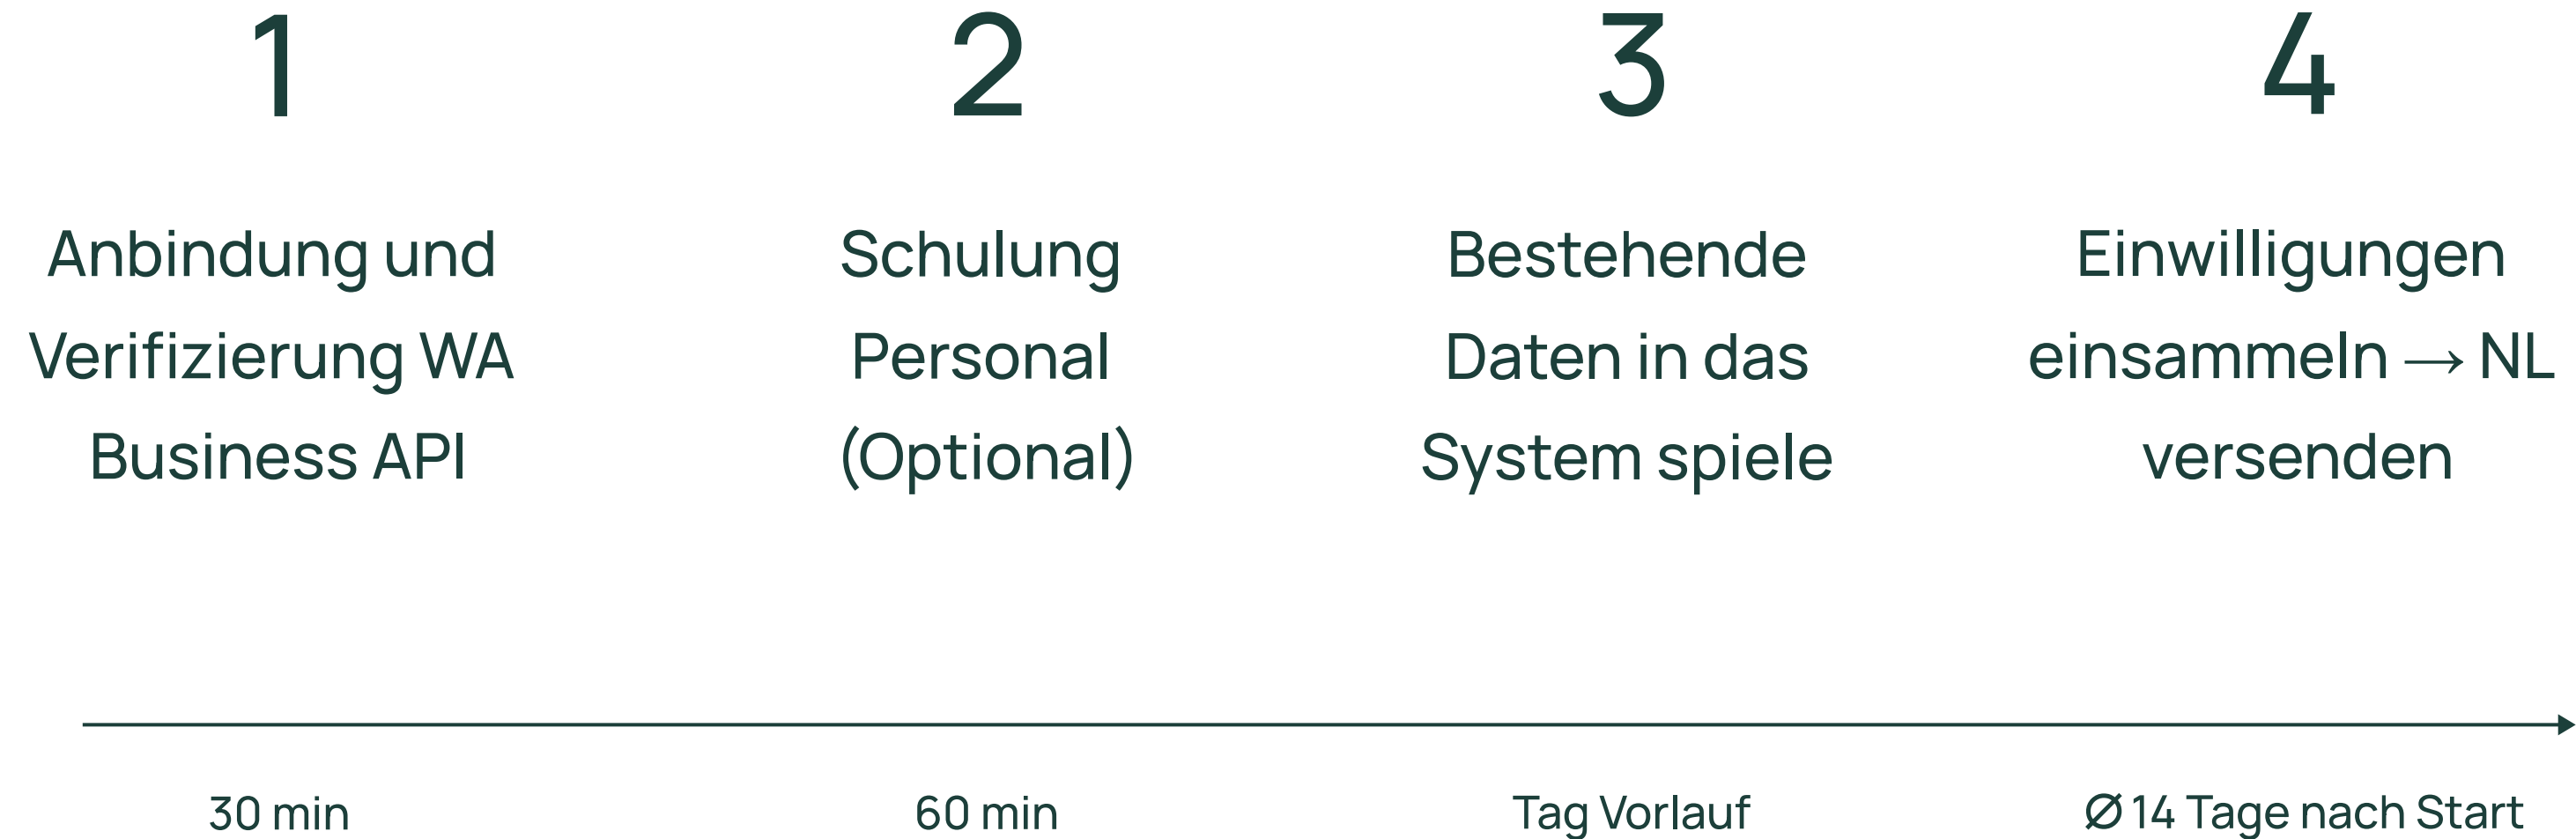 1
Anbindung und
Verifizierung WA
Business API
2
Schulung
Personal
(Optional)
3
Bestehende
Daten in das
System spiele
4
Einwilligungen
einsammeln → NL
versenden
30 min
60 min
Tag Vorlauf
Ø 14 Tage nach Start